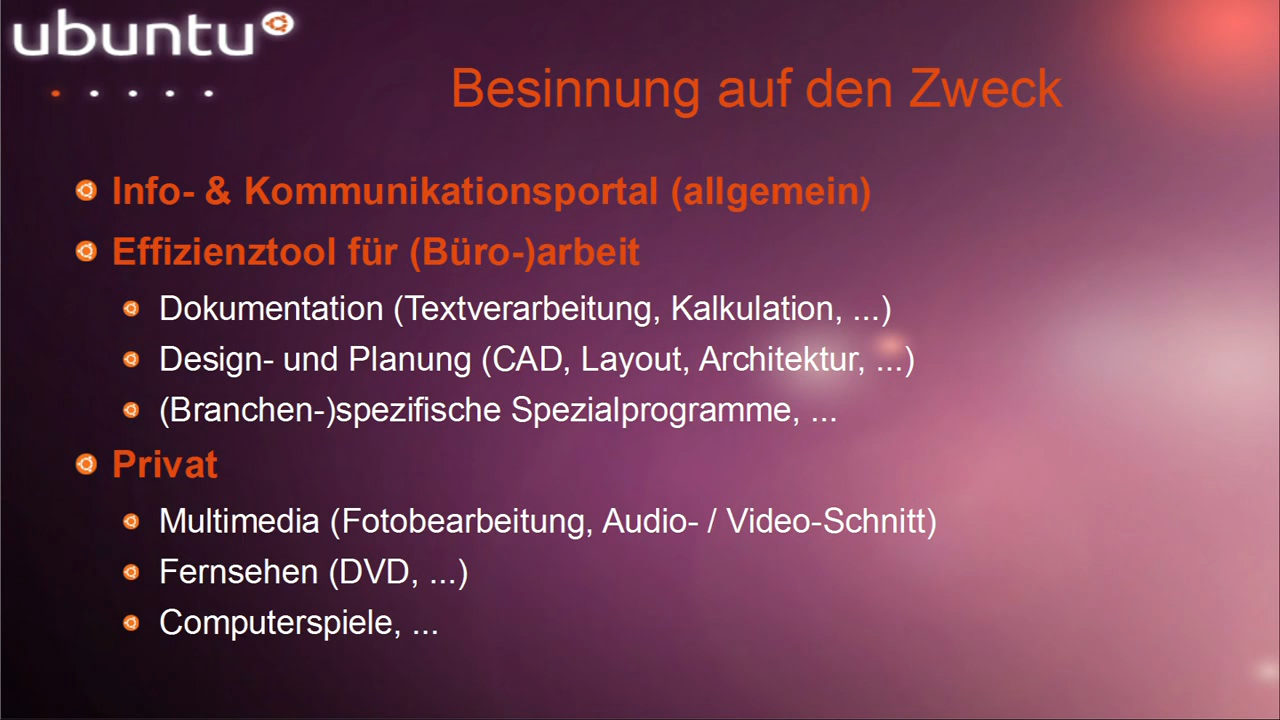 ubuntu
Besinnung auf den Zweck
Info- & Kommunikationsportal (allgemein)
Effizienztool für (Büro-)arbeit
Dokumentation (Textverarbeitung, Kalkulation, ...)
Design- und Planung (CAD, Layout, Architektur, ...)
(Branchen-)spezifische Spezialprogramme, ...
Privat
Multimedia (Fotobearbeitung, Audio- / Video-Schnitt)
Fernsehen (DVD, ...)
Computerspiele, ...